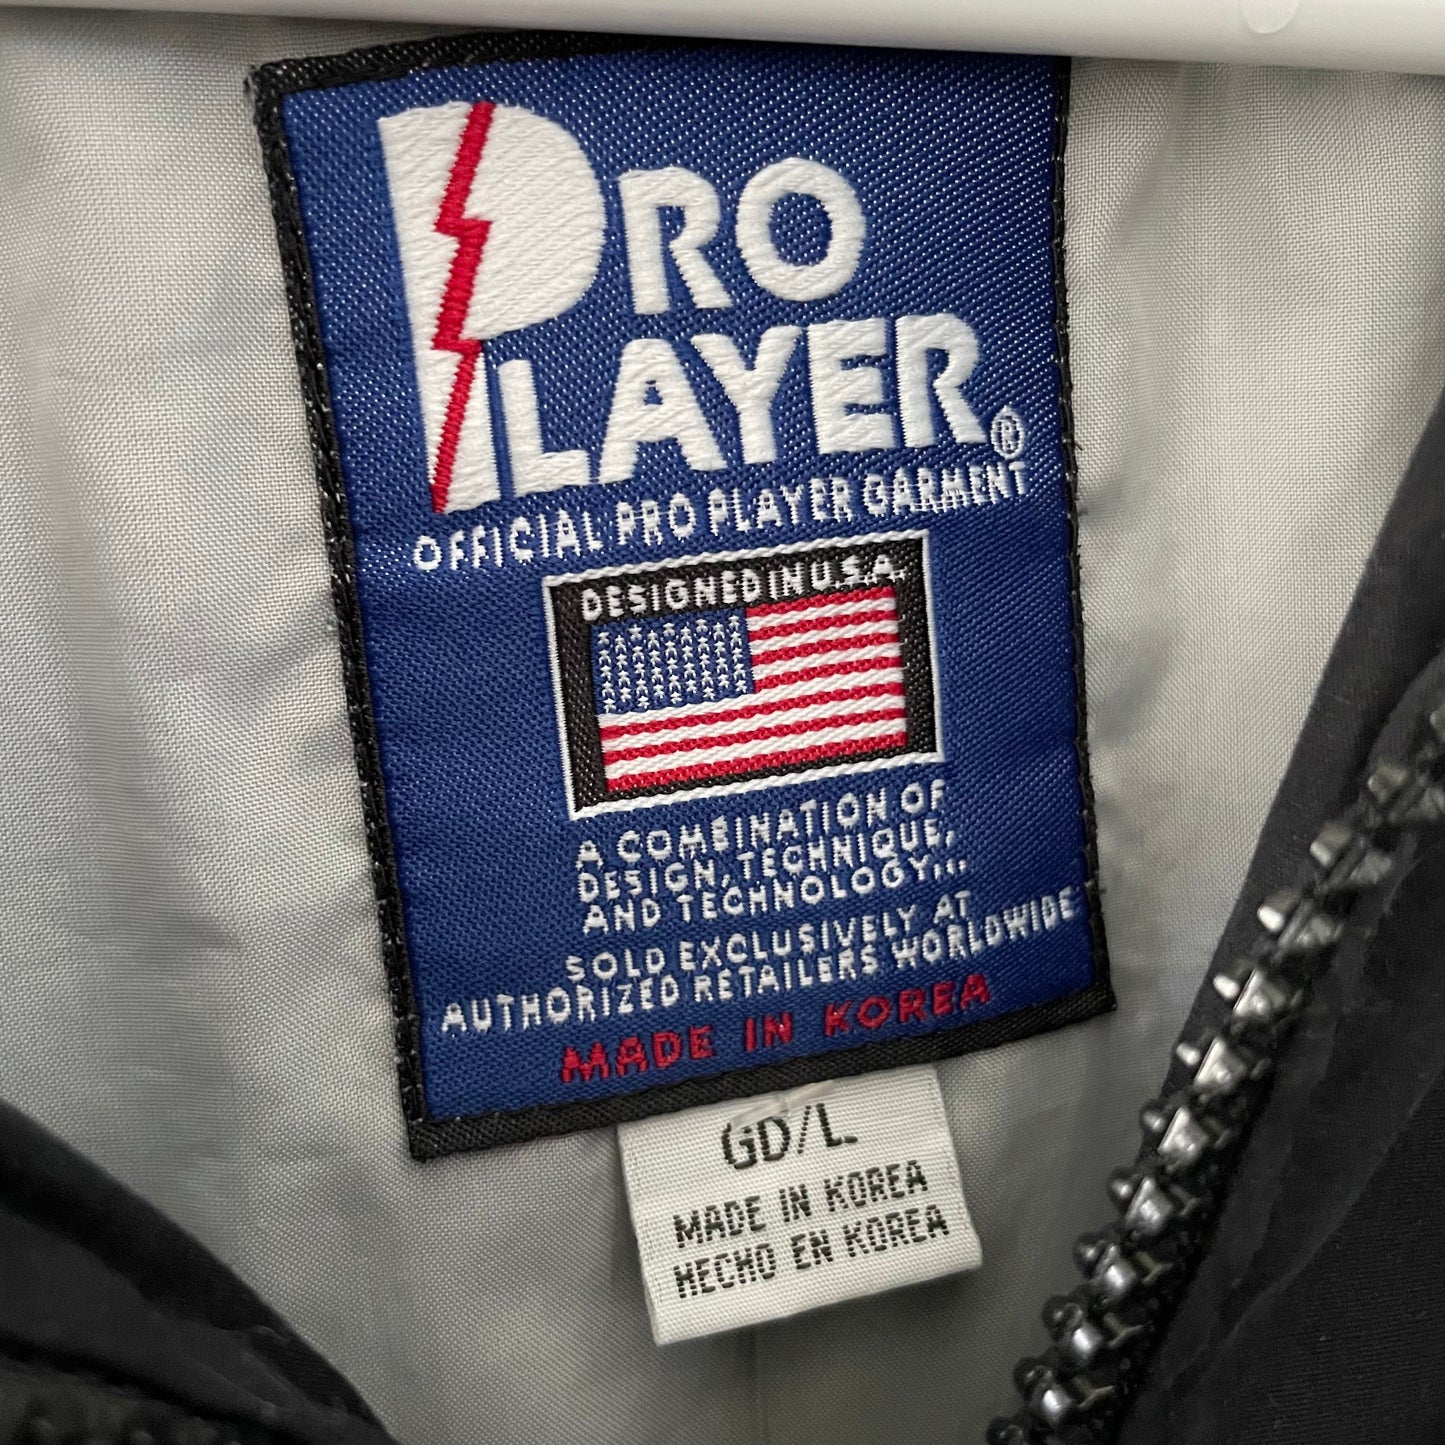 PRO
PLAYER®
OFFICIAL PRO PLAYER GARMENT
DESIGNED IN U.S.A.
A COMBINATION OF
DESIGN, TECHNIQUE,
AND TECHNOLOGY...
SOLD EXCLUSIVELY AT
AUTHORIZED RETAILERS WORLDWIDE
MADE IN KOREA
GD/L
MADE IN KOREA
HECHO EN KOREA